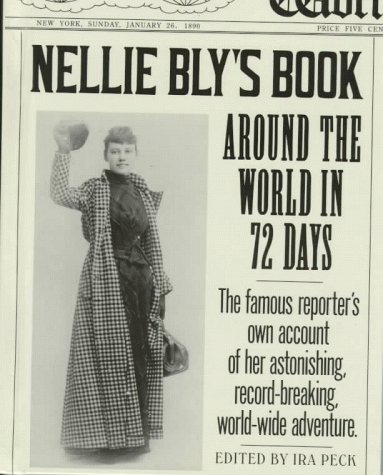 NEW YORK, SUNDAY, JANUARY 26, 1890
PRICE FIVE CEN
NELLIE BLY'S BOOK
AROUND THE
WORLD IN
72 DAYS
The famous reporter's
own account
of her astonishing,
record-breaking,
world-wide adventure.
EDITED BY IRA PECK